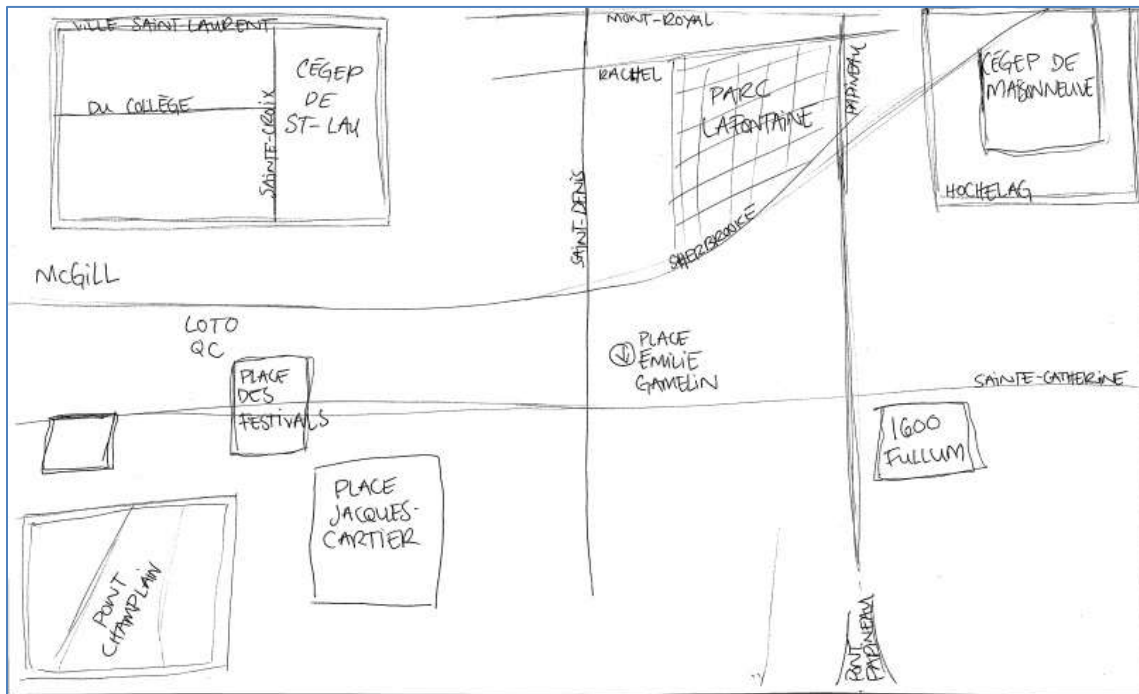 VILLE SAINT-LAURENT
CÉGEP
DE
ST-LAU
DU COLLÈGE
SAINTE-CROIX
MONT-ROYAL
RACHEL
PARC
LAFONTAINE
PAPINEAU
CÉGEP DE
MAISONNEUVE
HOCHELAG
SAINT-DENIS
SHERBROOKE
McGILL
LOTO
QC
PLACE
DES
FESTIVALS
PLACE
ÉMILIE
GAMELIN
SAINTE-CATHERINE
1600
FULLUM
PLACE
JACQUES-
CARTIER
PONT
CHAMPLAIN
PONT
PAPINEAU